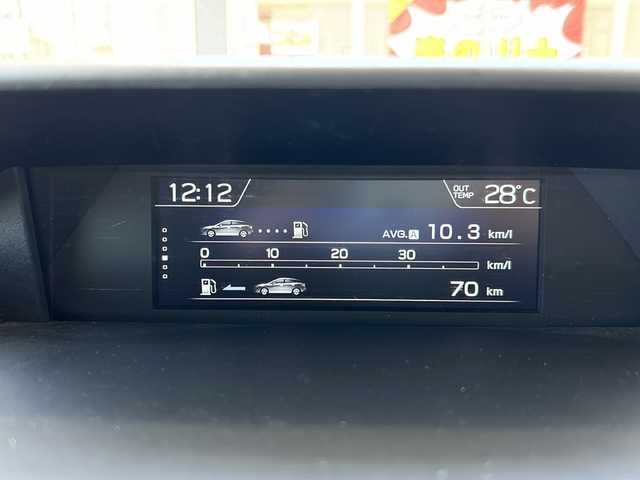 12:12 OUT TEMP 28°C
AVG. A 10.3 km/l
0 10 20 30 km/l
70 km